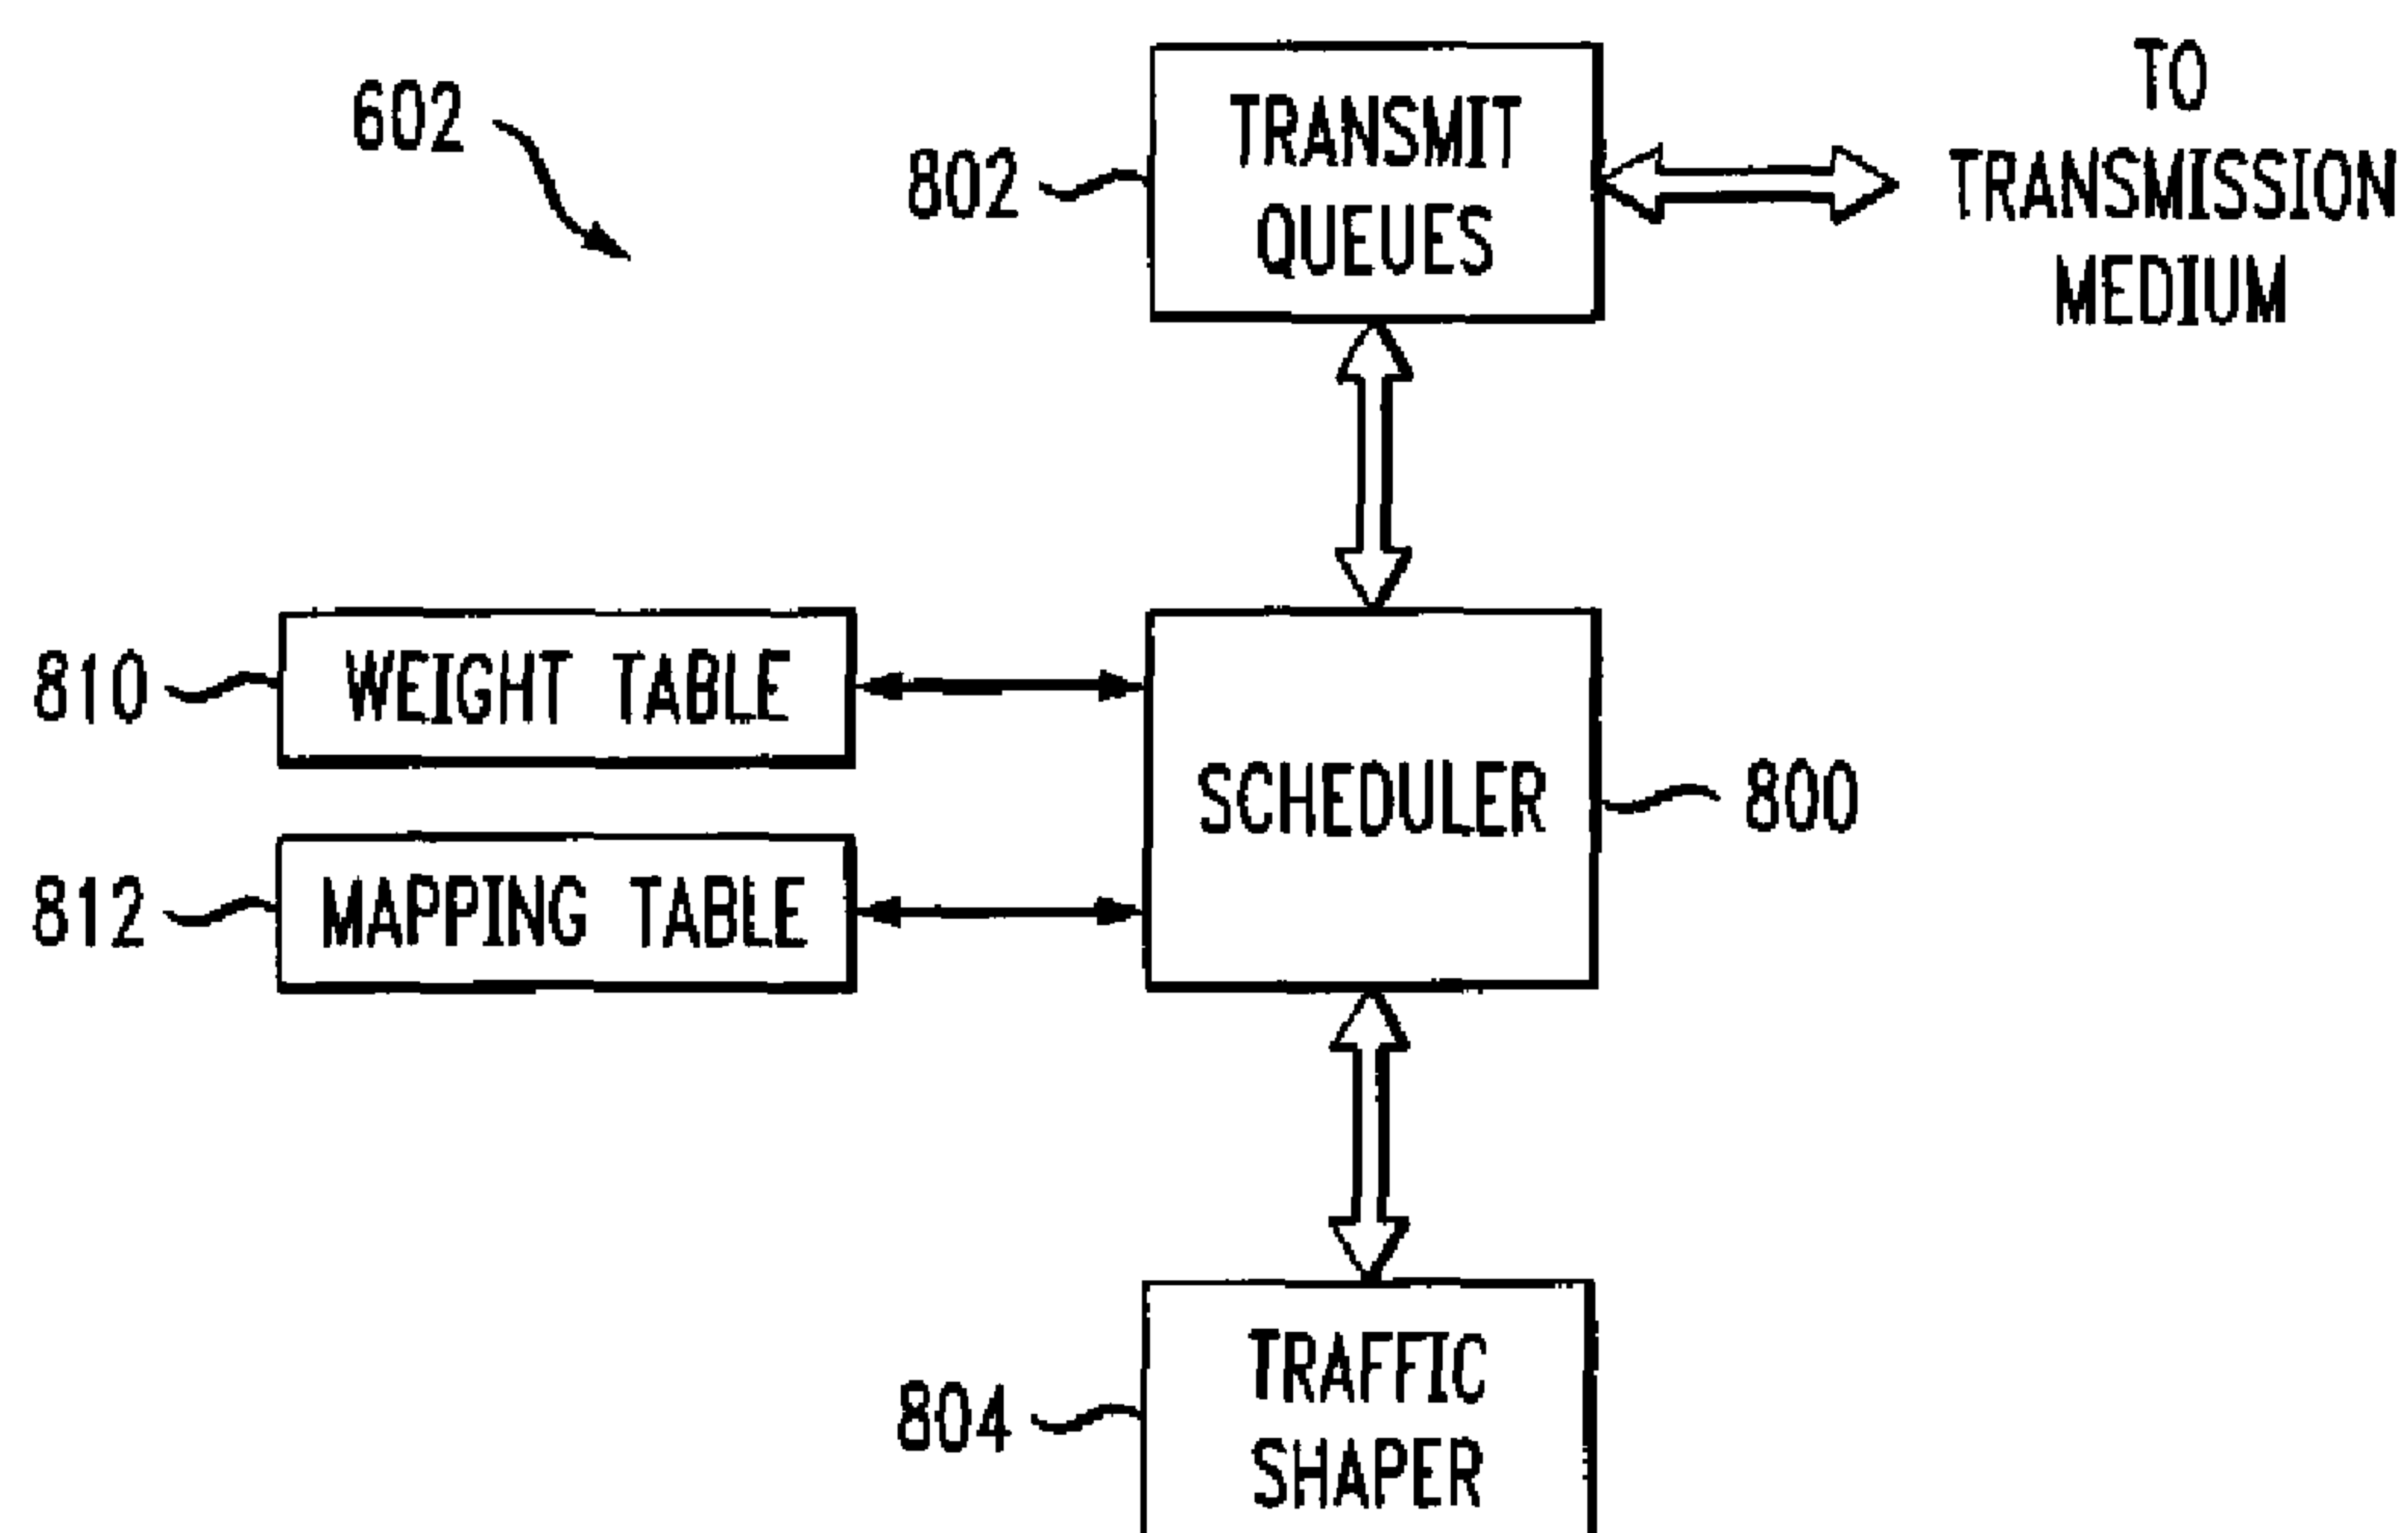 602
802
TRANSMIT
QUEUES
TO
TRANSMISSION
MEDIUM
810
WEIGHT TABLE
SCHEDULER
800
812
MAPPING TABLE
804
TRAFFIC
SHAPER